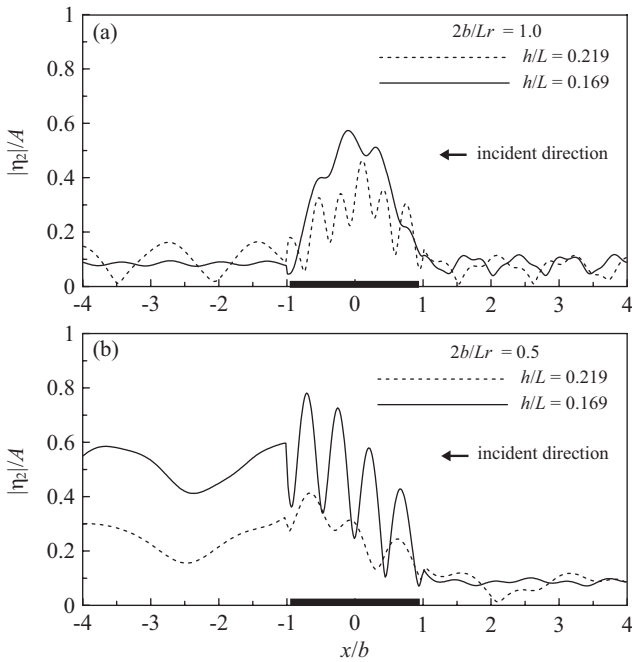 1
(a)
2b/Lr = 1.0
h/L = 0.219
h/L = 0.169
0.8
0.6
|η2|/A
incident direction
0.4
0.2
0
-4 -3 -2 -1 0 1 2 3 4
1
(b)
2b/Lr = 0.5
h/L = 0.219
h/L = 0.169
0.8
0.6
|η2|/A
incident direction
0.4
0.2
0
-4 -3 -2 -1 0 1 2 3 4
x/b